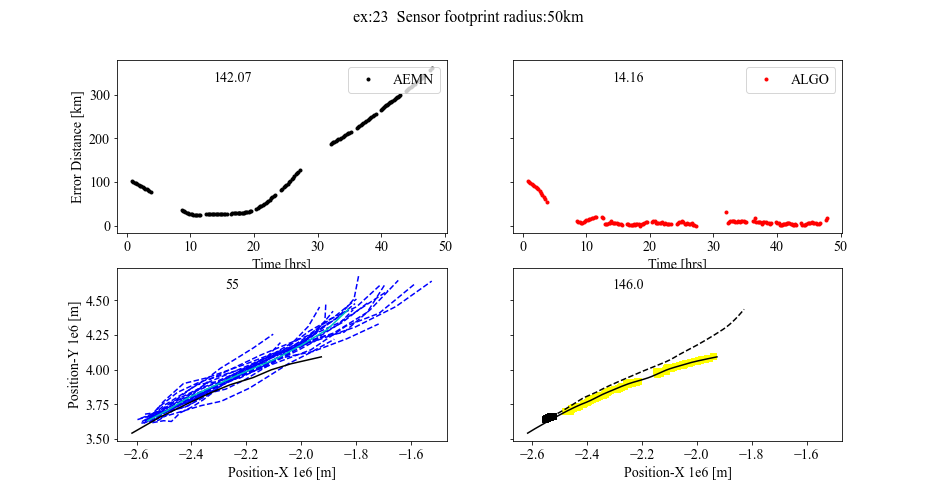 ex:23  Sensor footprint radius:50km
142.07
AEMN
Error Distance [km]
300
200
100
0
0 10 20 30 40 50
Time [hrs]
14.16
ALGO
0 10 20 30 40 50
Time [hrs]
55
Position-Y 1e6 [m]
4.50
4.25
4.00
3.75
3.50
−2.6 −2.4 −2.2 −2.0 −1.8 −1.6
Position-X 1e6 [m]
146.0
−2.6 −2.4 −2.2 −2.0 −1.8 −1.6
Position-X 1e6 [m]